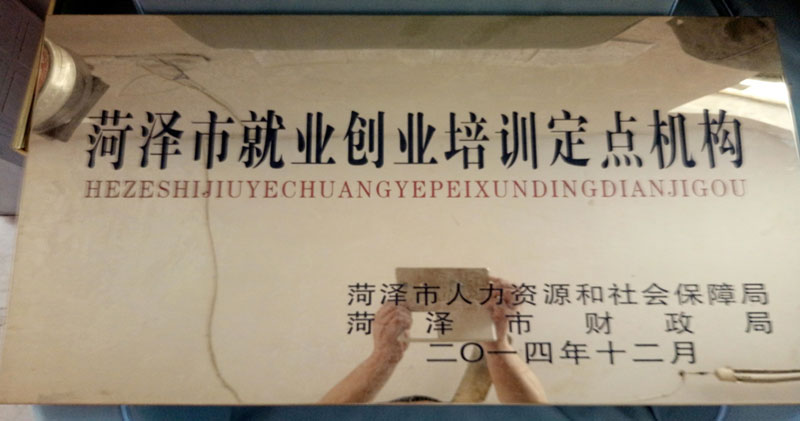 菏泽市就业创业培训定点机构
HEZESHIJIUYECHUANGYEPEIXUNDINGDIANJIGOU
菏泽市人力资源和社会保障局
菏泽市财政局
二〇一四年十二月